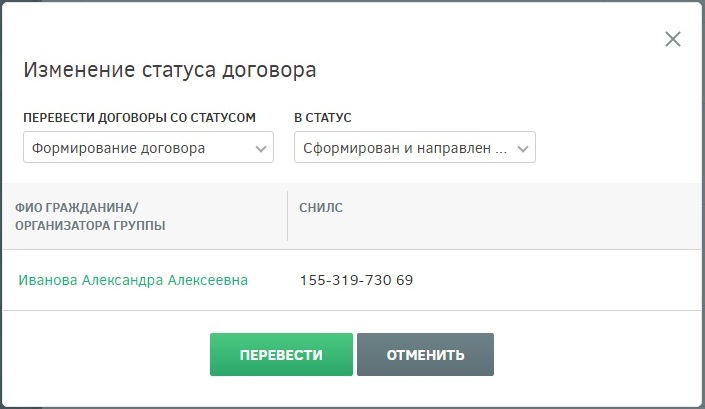 Изменение статуса договора
ПЕРЕВЕСТИ ДОГОВОРЫ СО СТАТУСОМ
В СТАТУС
Формирование договора
Сформирован и направлен ...
ФИО ГРАЖДАНИНА/
ОРГАНИЗАТОРА ГРУППЫ
СНИЛС
Иванова Александра Алексеевна
155-319-730 69
ПЕРЕВЕСТИ
ОТМЕНИТЬ